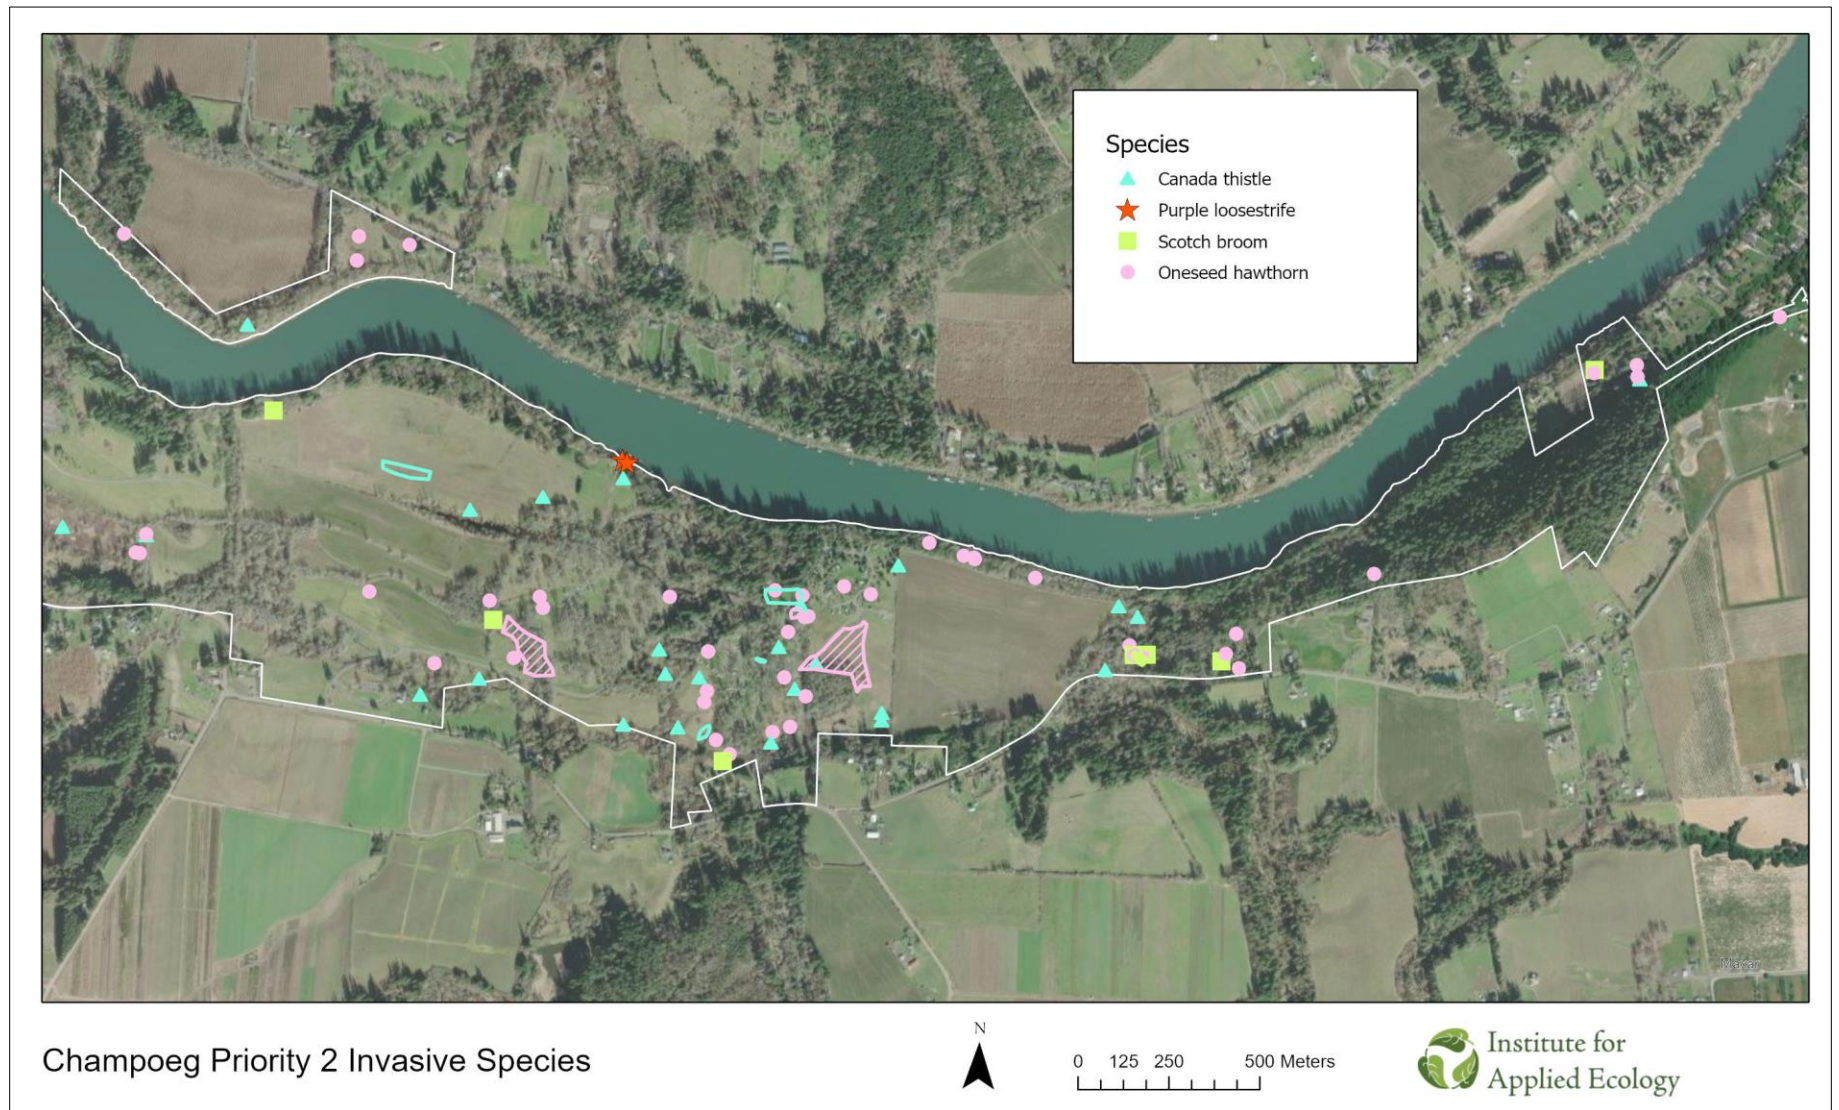 Species
Canada thistle
Purple loosestrife
Scotch broom
Oneseed hawthorn
Champoeg Priority 2 Invasive Species
N
0 125 250 500 Meters
Institute for
Applied Ecology